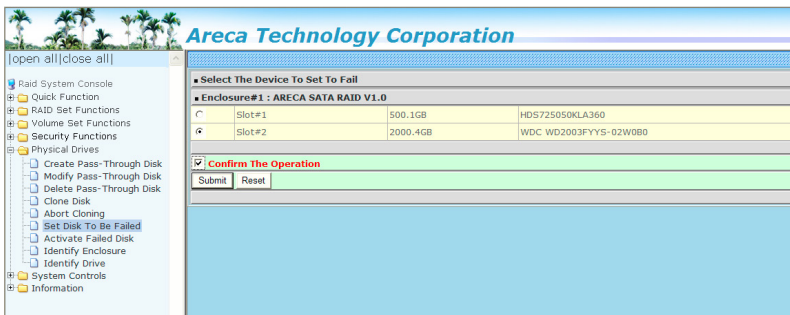 Areca Technology Corporation
|open all|close all|
Raid System Console
Quick Function
RAID Set Functions
Volume Set Functions
Security Functions
Physical Drives
Create Pass-Through Disk
Modify Pass-Through Disk
Delete Pass-Through Disk
Clone Disk
Abort Cloning
Set Disk To Be Failed
Activate Failed Disk
Identify Enclosure
Identify Drive
System Controls
Information
Select The Device To Set To Fail
Enclosure#1 : ARECA SATA RAID V1.0
Slot#1 500.1GB HDS725050KLA360
Slot#2 2000.4GB WDC WD2003FYYS-02W0B0
Confirm The Operation
Submit Reset